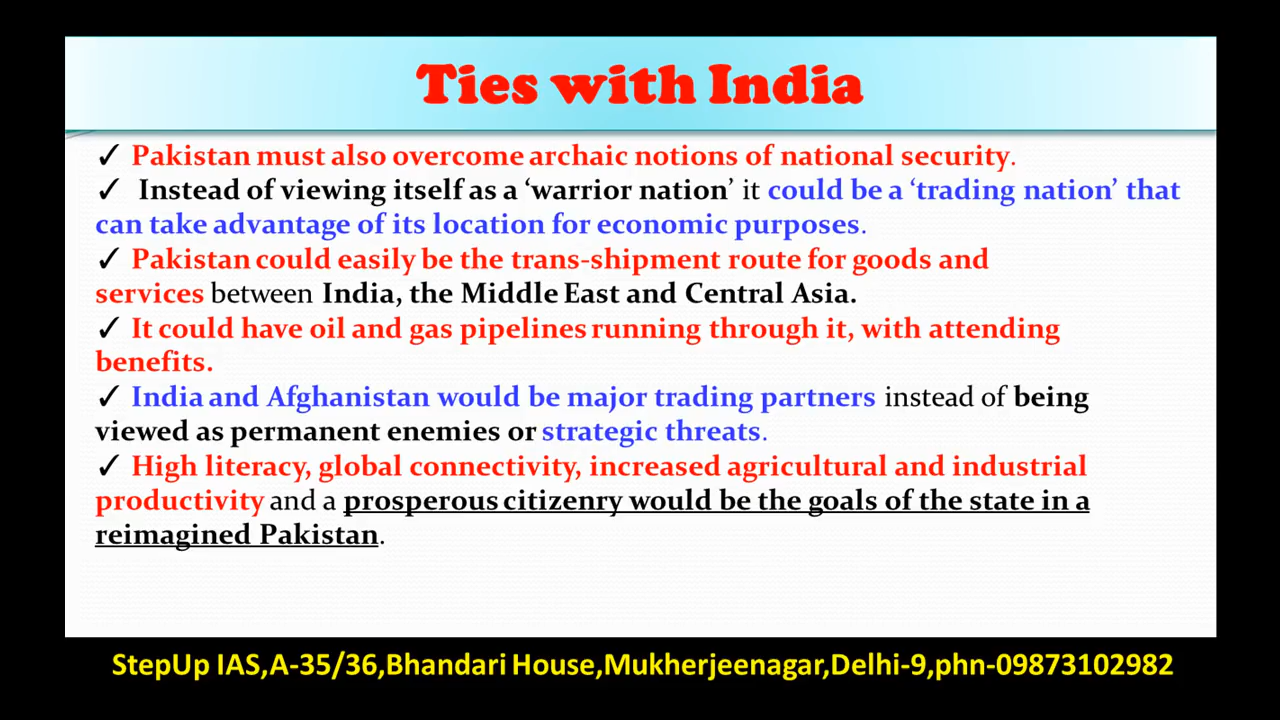 Ties with India
✓ Pakistan must also overcome archaic notions of national security.
✓ Instead of viewing itself as a ‘warrior nation’ it could be a ‘trading nation’ that
can take advantage of its location for economic purposes.
✓ Pakistan could easily be the trans-shipment route for goods and
services between India, the Middle East and Central Asia.
✓ It could have oil and gas pipelines running through it, with attending
benefits.
✓ India and Afghanistan would be major trading partners instead of being
viewed as permanent enemies or strategic threats.
✓ High literacy, global connectivity, increased agricultural and industrial
productivity and a prosperous citizenry would be the goals of the state in a
reimagined Pakistan.
StepUp IAS,A-35/36,Bhandari House,Mukherjeenagar,Delhi-9,phn-09873102982